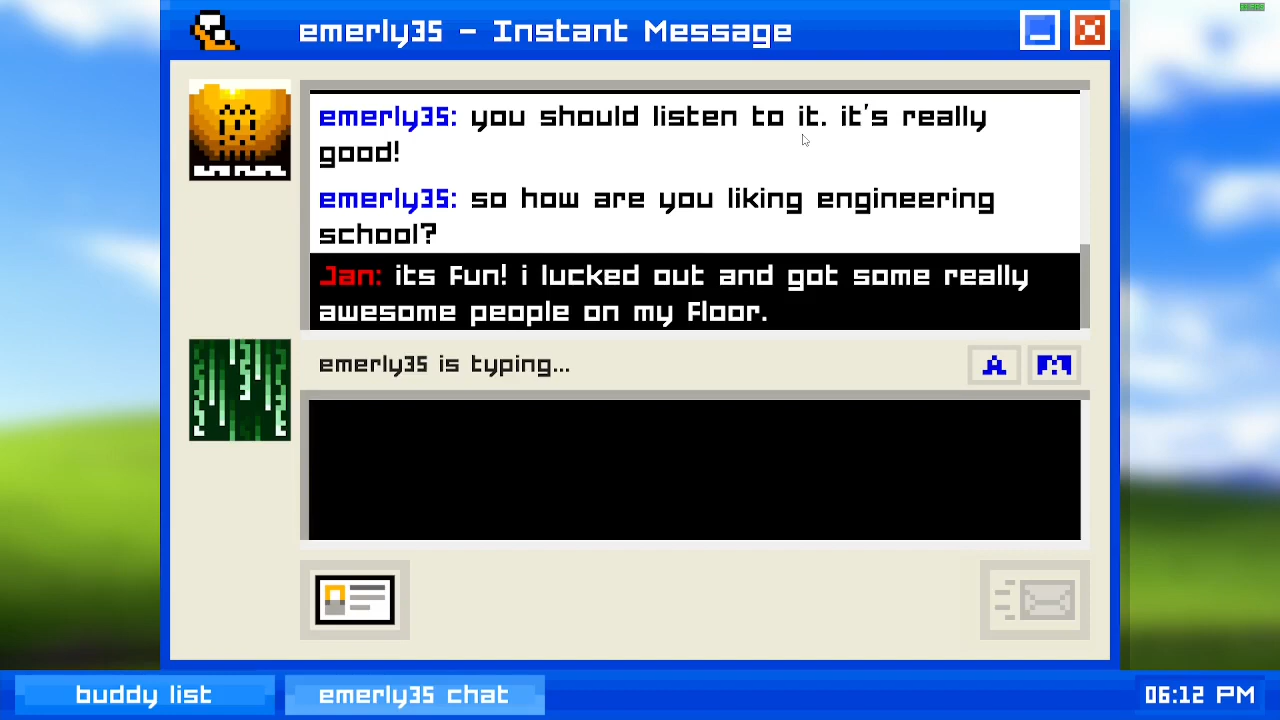 emerly35 - Instant Message
emerly35: you should listen to it. it's really
good!
emerly35: so how are you liking engineering
school?
Jan: its Fun! i lucked out and got some really
awesome people on my Floor.
emerly35 is typing...
A
buddy list
emerly35 chat
06:12 PM